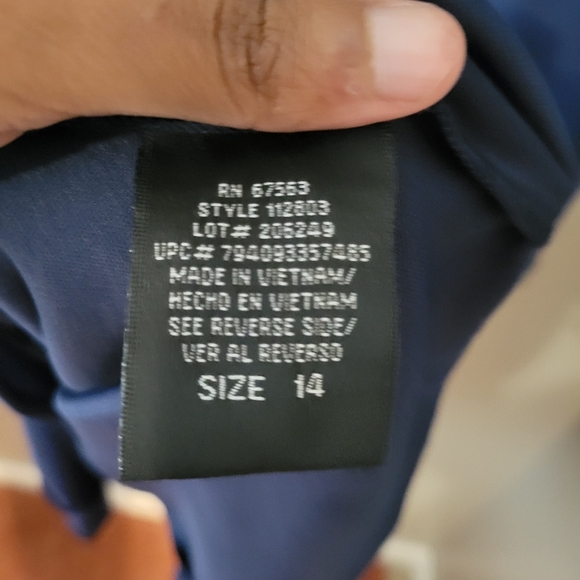 RN 67563
STYLE 112803
LOT# 206249
UPC# 794093357485
MADE IN VIETNAM/
HECHO EN VIETNAM
SEE REVERSE SIDE/
VER AL REVERSO
SIZE 14